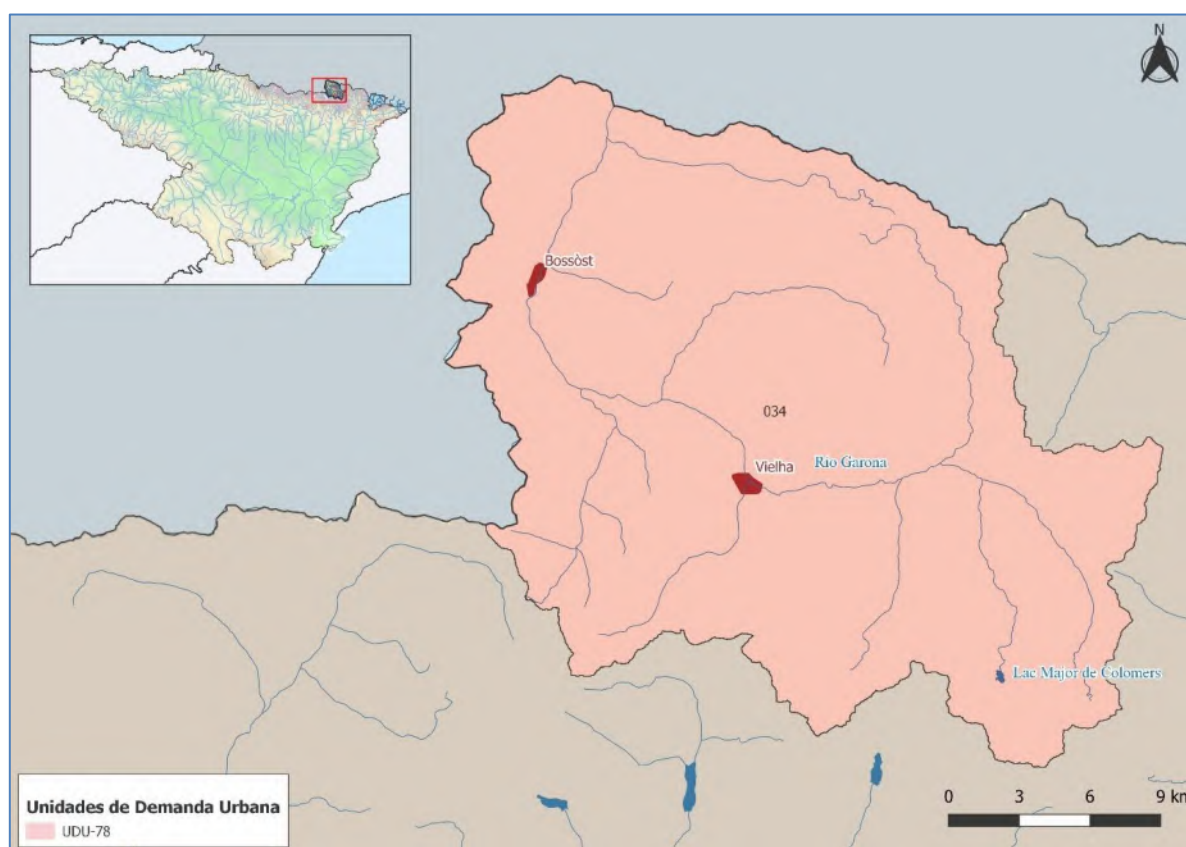 N
Bossòst
034
Vielha
Río Garona
Lac Major de Colomers
Unidades de Demanda Urbana
UDU-78
0 3 6 9 km